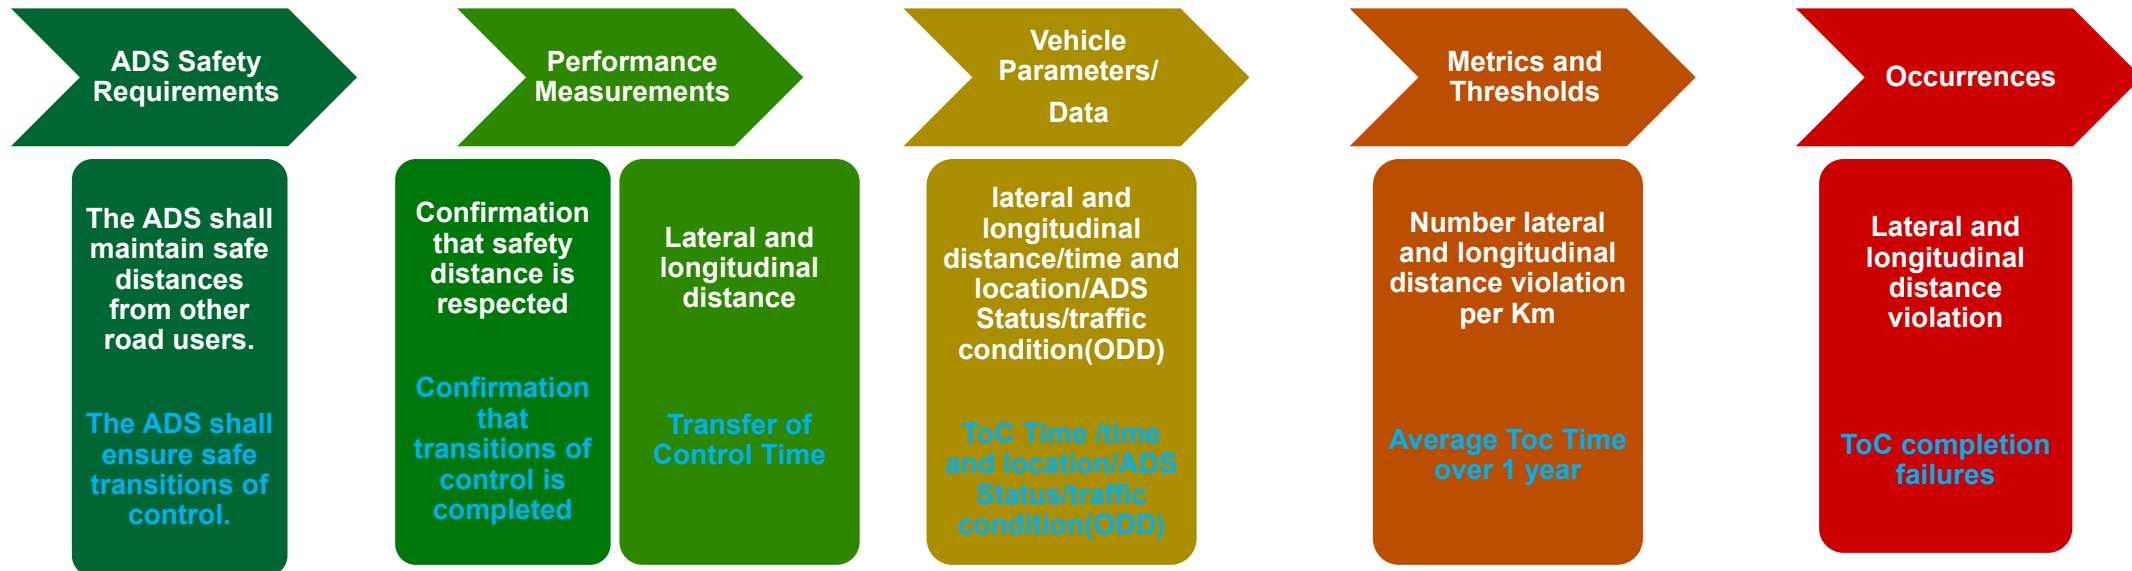 ADS Safety
Requirements
Performance
Measurements
Vehicle
Parameters/
Data
Metrics and
Thresholds
Occurrences
The ADS shall
maintain safe
distances
from other
road users.
The ADS shall
ensure safe
transitions of
control.
Confirmation
that safety
distance is
respected
Confirmation
that
transitions of
control is
completed
Lateral and
longitudinal
distance
Transfer of
Control Time
lateral and
longitudinal
distance/time and
location/ADS
Status/traffic
condition(ODD)
ToC Time /time
and location/ADS
Status/traffic
condition(ODD)
Number lateral
and longitudinal
distance violation
per Km
Average Toc Time
over 1 year
Lateral and
longitudinal
distance
violation
ToC completion
failures